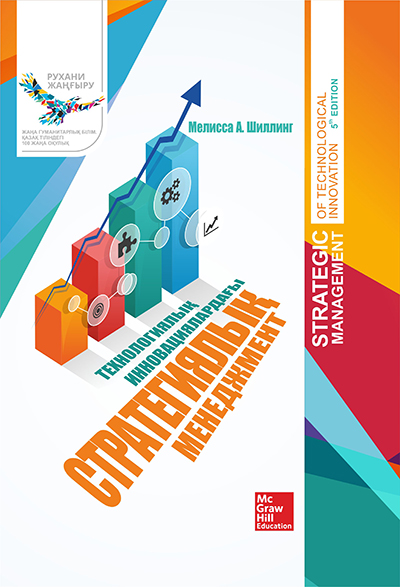 РУХАНИ
ЖАҢҒЫРУ
ЖАҢА ГУМАНИТАРЛЫҚ БІЛІМ.
ҚАЗАҚ ТІЛІНДЕГІ
100 ЖАҢА ОҚУЛЫҚ
Мелисса А. Шиллинг
ТЕХНОЛОГИЯЛЫҚ
ИННОВАЦИЯЛАРДАҒЫ
СТРАТЕГИЯЛЫҚ
МЕНЕДЖМЕНТ
STRATEGIC
MANAGEMENT
OF TECHNOLOGICAL
INNOVATION
5th EDITION
Mc
Graw
Hill
Education